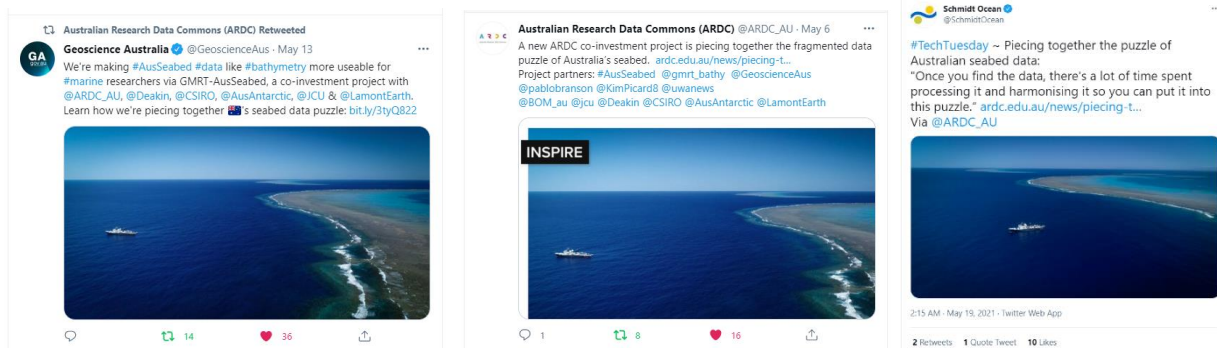 Australian Research Data Commons (ARDC) Retweeted
GA
Geoscience Australia @GeoscienceAus · May 13
We're making #AusSeabed #data like #bathymetry more useable for
#marine researchers via GMRT-AusSeabed, a co-investment project with
@ARDC_AU, @Deakin, @CSIRO, @AusAntarctic, @JCU & @LamontEarth.
Learn how we're piecing together 🇦🇺's seabed data puzzle: bit.ly/3tyQ822
14
36
ARDC
Australian Research Data Commons (ARDC) @ARDC_AU · May 6
A new ARDC co-investment project is piecing together the fragmented data
puzzle of Australia's seabed. ardc.edu.au/news/piecing-t...
Project partners: #AusSeabed @gmrt_bathy @GeoscienceAus
@pablobranson @KimPicard8 @uwanews
@BOM_au @jcu @Deakin @CSIRO @AusAntarctic @LamontEarth
INSPIRE
1
8
16
Schmidt Ocean
@SchmidtOcean
#TechTuesday ~ Piecing together the puzzle of
Australian seabed data:
"Once you find the data, there's a lot of time spent
processing it and harmonising it so you can put it into
this puzzle." ardc.edu.au/news/piecing-t...
Via @ARDC_AU
2:15 AM · May 19, 2021 · Twitter Web App
2 Retweets 1 Quote Tweet 10 Likes